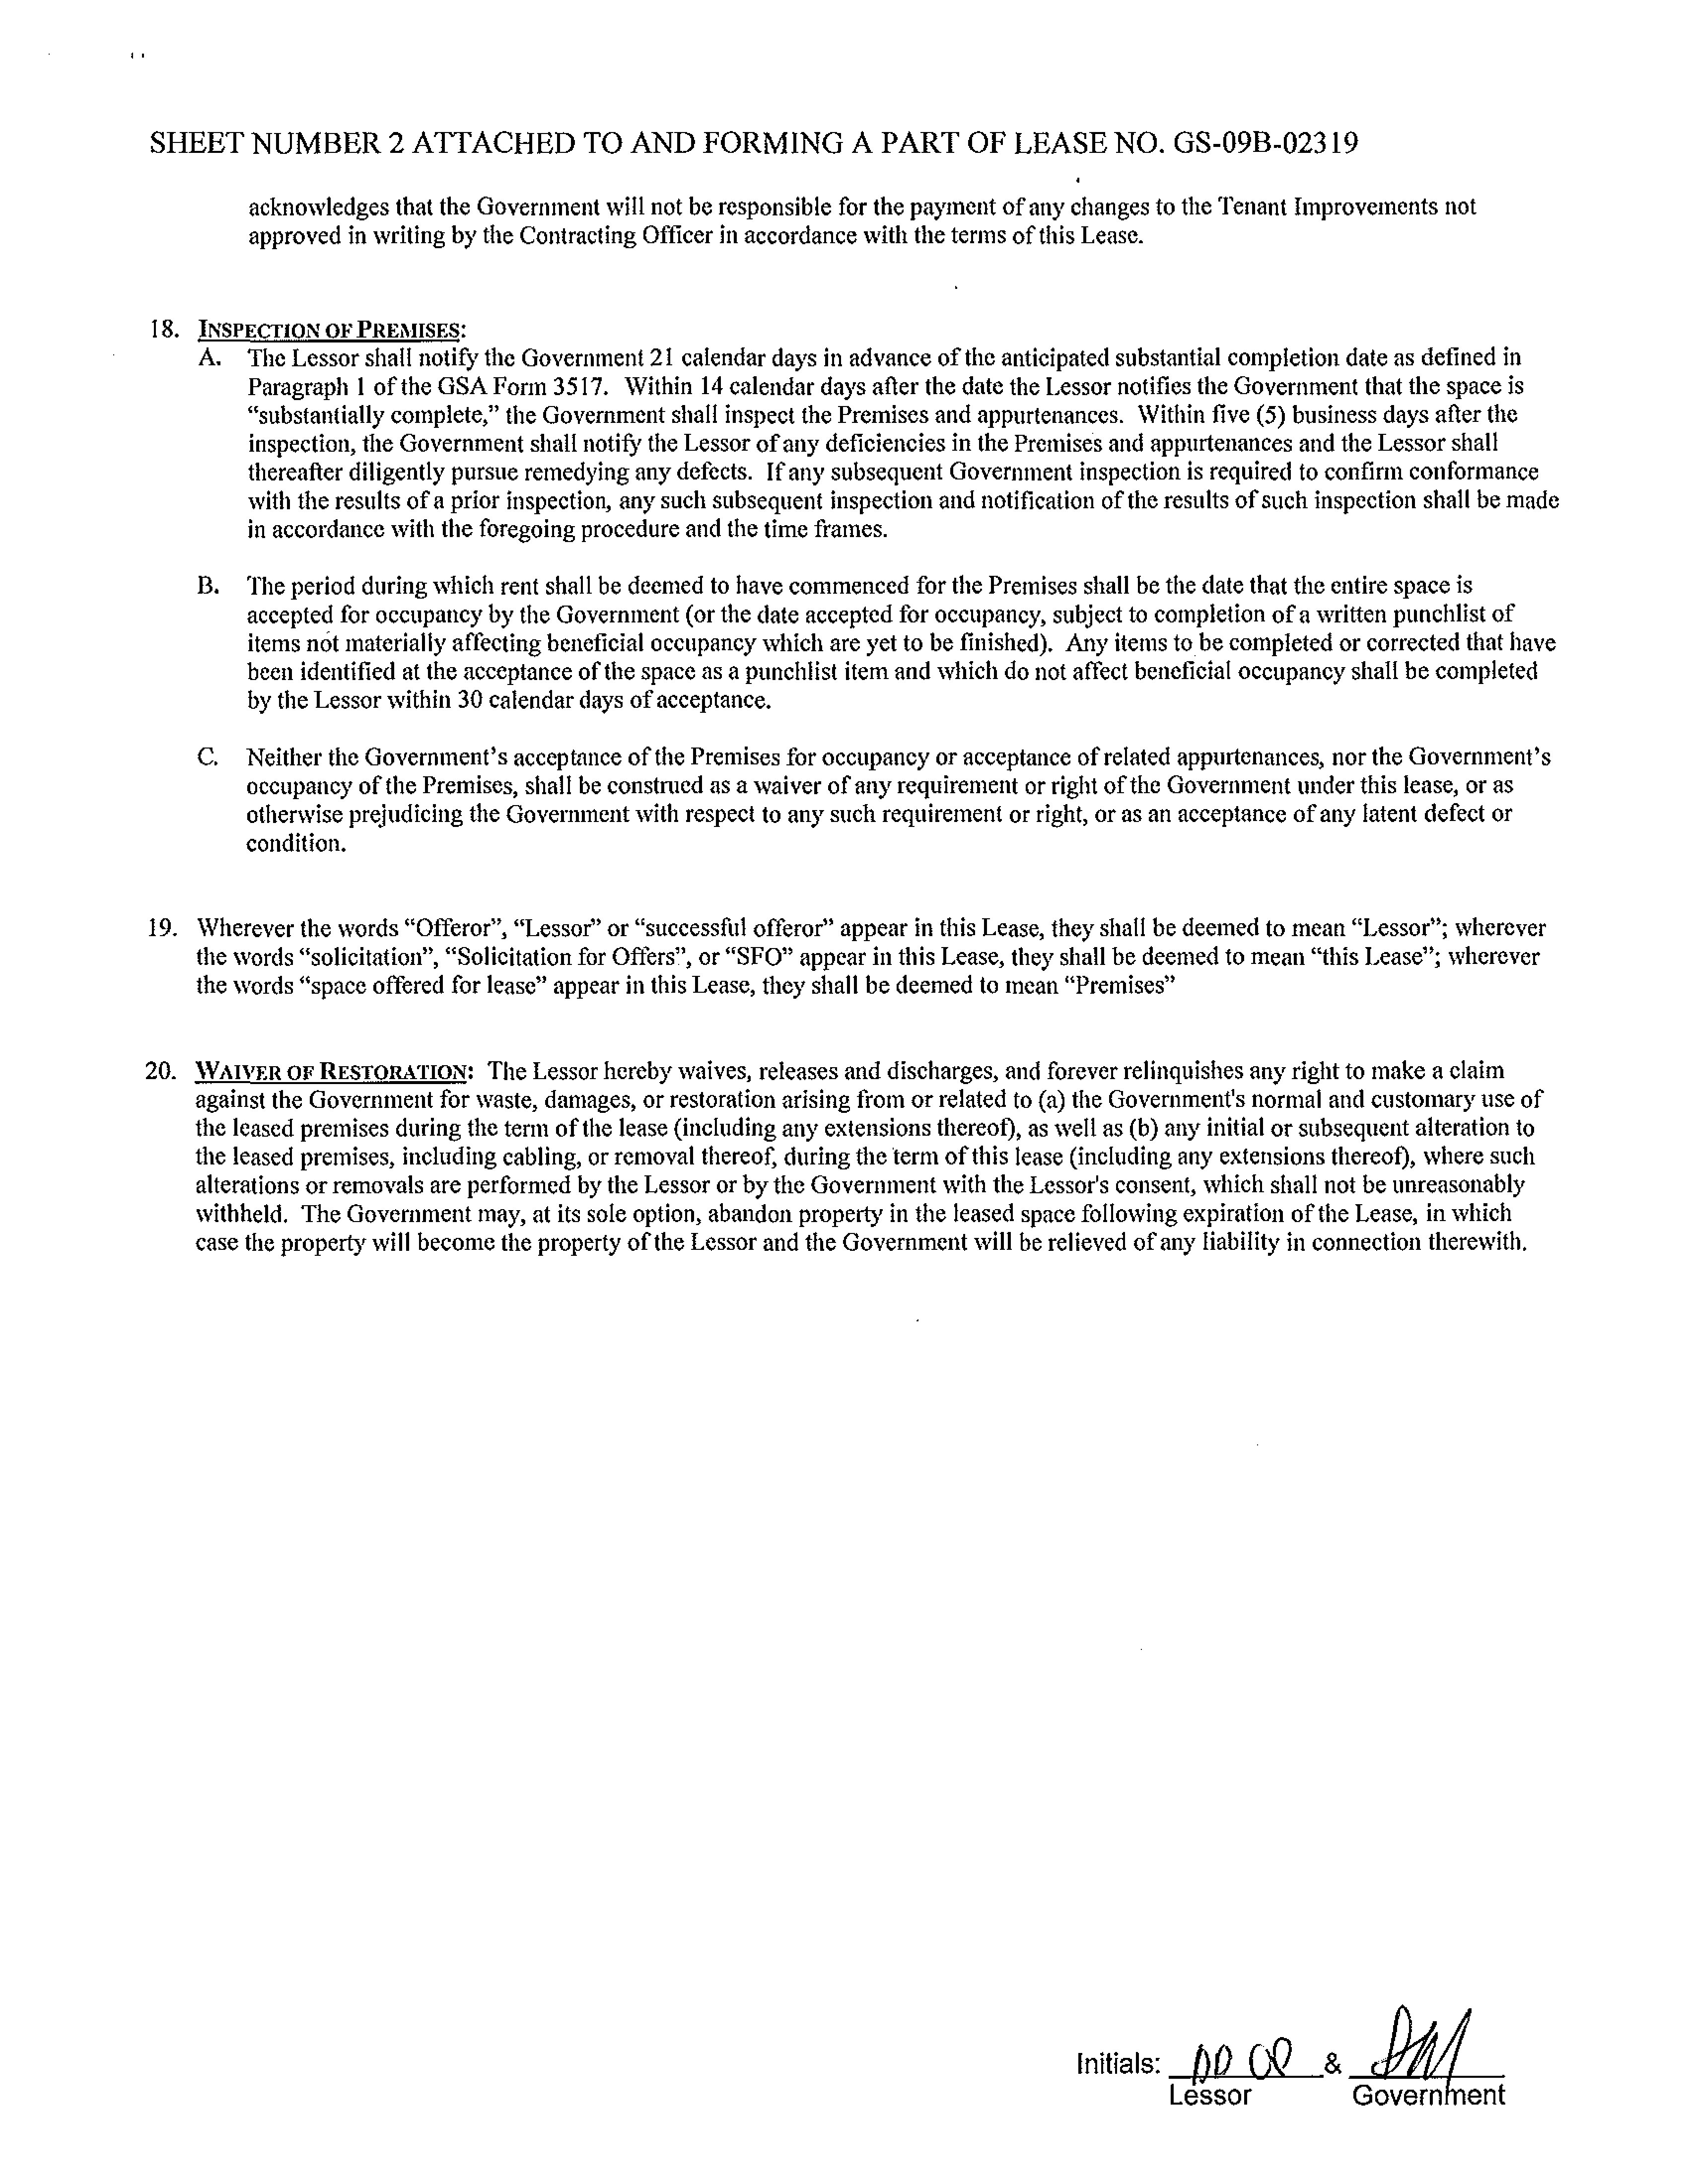 SHEET NUMBER 2 ATTACHED TO AND FORMING A PART OF LEASE NO. GS-09B-02319
acknowledges that the Government will not be responsible for the payment of any changes to the Tenant Improvements not
approved in writing by the Contracting Officer in accordance with the terms of this Lease.
18. INSPECTION OF PREMISES:
A. The Lessor shall notify the Government 21 calendar days in advance of the anticipated substantial completion date as defined in
Paragraph 1 of the GSA Form 3517. Within 14 calendar days after the date the Lessor notifies the Government that the space is
“substantially complete,” the Government shall inspect the Premises and appurtenances. Within five (5) business days after the
inspection, the Government shall notify the Lessor of any deficiencies in the Premises and appurtenances and the Lessor shall
thereafter diligently pursue remedying any defects. If any subsequent Government inspection is required to confirm conformance
with the results of a prior inspection, any such subsequent inspection and notification of the results of such inspection shall be made
in accordance with the foregoing procedure and the time frames.
B. The period during which rent shall be deemed to have commenced for the Premises shall be the date that the entire space is
accepted for occupancy by the Government (or the date accepted for occupancy, subject to completion of a written punchlist of
items not materially affecting beneficial occupancy which are yet to be finished). Any items to be completed or corrected that have
been identified at the acceptance of the space as a punchlist item and which do not affect beneficial occupancy shall be completed
by the Lessor within 30 calendar days of acceptance.
C. Neither the Government’s acceptance of the Premises for occupancy or acceptance of related appurtenances, nor the Government’s
occupancy of the Premises, shall be construed as a waiver of any requirement or right of the Government under this lease, or as
otherwise prejudicing the Government with respect to any such requirement or right, or as an acceptance of any latent defect or
condition.
19. Wherever the words “Offeror”, “Lessor” or “successful offeror” appear in this Lease, they shall be deemed to mean “Lessor”; wherever
the words “solicitation”, “Solicitation for Offers”, or “SFO” appear in this Lease, they shall be deemed to mean “this Lease”; wherever
the words “space offered for lease” appear in this Lease, they shall be deemed to mean “Premises”
20. WAIVER OF RESTORATION: The Lessor hereby waives, releases and discharges, and forever relinquishes any right to make a claim
against the Government for waste, damages, or restoration arising from or related to (a) the Government's normal and customary use of
the leased premises during the term of the lease (including any extensions thereof), as well as (b) any initial or subsequent alteration to
the leased premises, including cabling, or removal thereof, during the term of this lease (including any extensions thereof), where such
alterations or removals are performed by the Lessor or by the Government with the Lessor's consent, which shall not be unreasonably
withheld. The Government may, at its sole option, abandon property in the leased space following expiration of the Lease, in which
case the property will become the property of the Lessor and the Government will be relieved of any liability in connection therewith.
Initials: &
Lessor Government